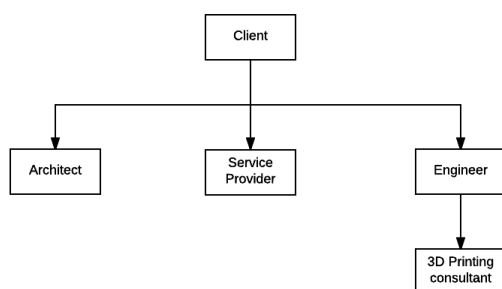 Client
Architect
Service
Provider
Engineer
3D Printing
consultant